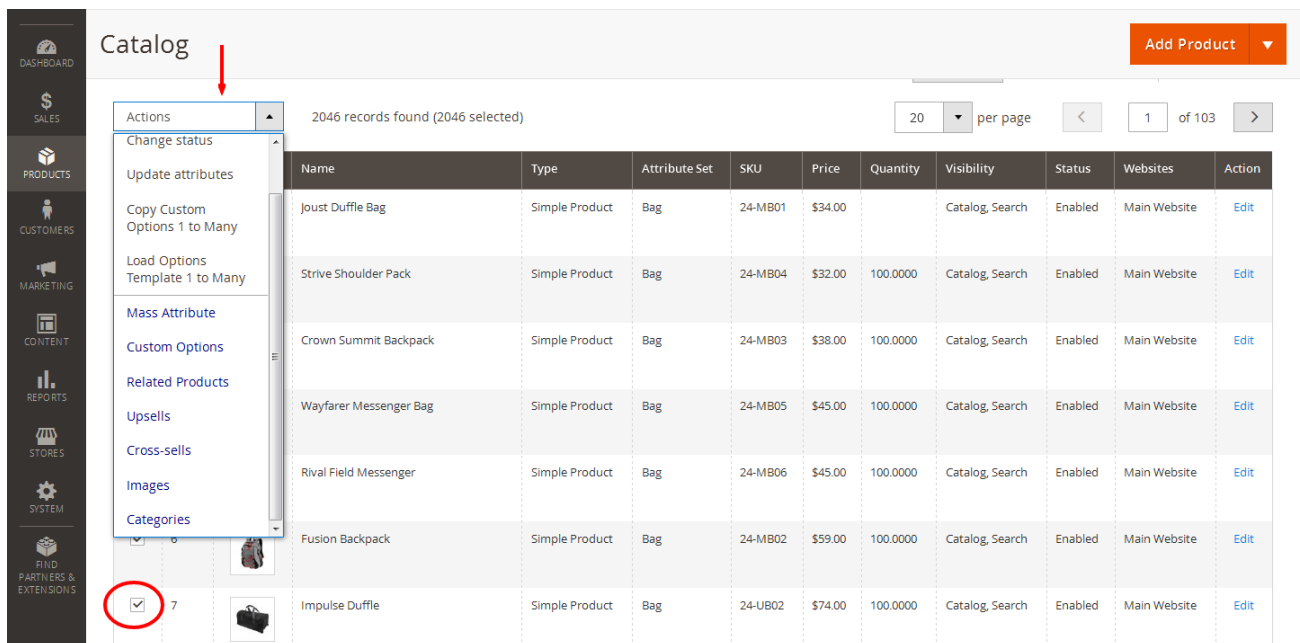 Catalog
Add Product
DASHBOARD
SALES
PRODUCTS
CUSTOMERS
MARKETING
CONTENT
REPORTS
STORES
SYSTEM
FIND
PARTNERS &
EXTENSIONS
Actions
2046 records found (2046 selected)
20 per page
1 of 103
Change status
Update attributes
Copy Custom
Options 1 to Many
Load Options
Template 1 to Many
Mass Attribute
Custom Options
Related Products
Upsells
Cross-sells
Images
Categories
Name Type Attribute Set SKU Price Quantity Visibility Status Websites Action
Joust Duffle Bag Simple Product Bag 24-MB01 $34.00 Catalog, Search Enabled Main Website Edit
Strive Shoulder Pack Simple Product Bag 24-MB04 $32.00 100.0000 Catalog, Search Enabled Main Website Edit
Crown Summit Backpack Simple Product Bag 24-MB03 $38.00 100.0000 Catalog, Search Enabled Main Website Edit
Wayfarer Messenger Bag Simple Product Bag 24-MB05 $45.00 100.0000 Catalog, Search Enabled Main Website Edit
Rival Field Messenger Simple Product Bag 24-MB06 $45.00 100.0000 Catalog, Search Enabled Main Website Edit
6 Fusion Backpack Simple Product Bag 24-MB02 $59.00 100.0000 Catalog, Search Enabled Main Website Edit
7 Impulse Duffle Simple Product Bag 24-UB02 $74.00 100.0000 Catalog, Search Enabled Main Website Edit